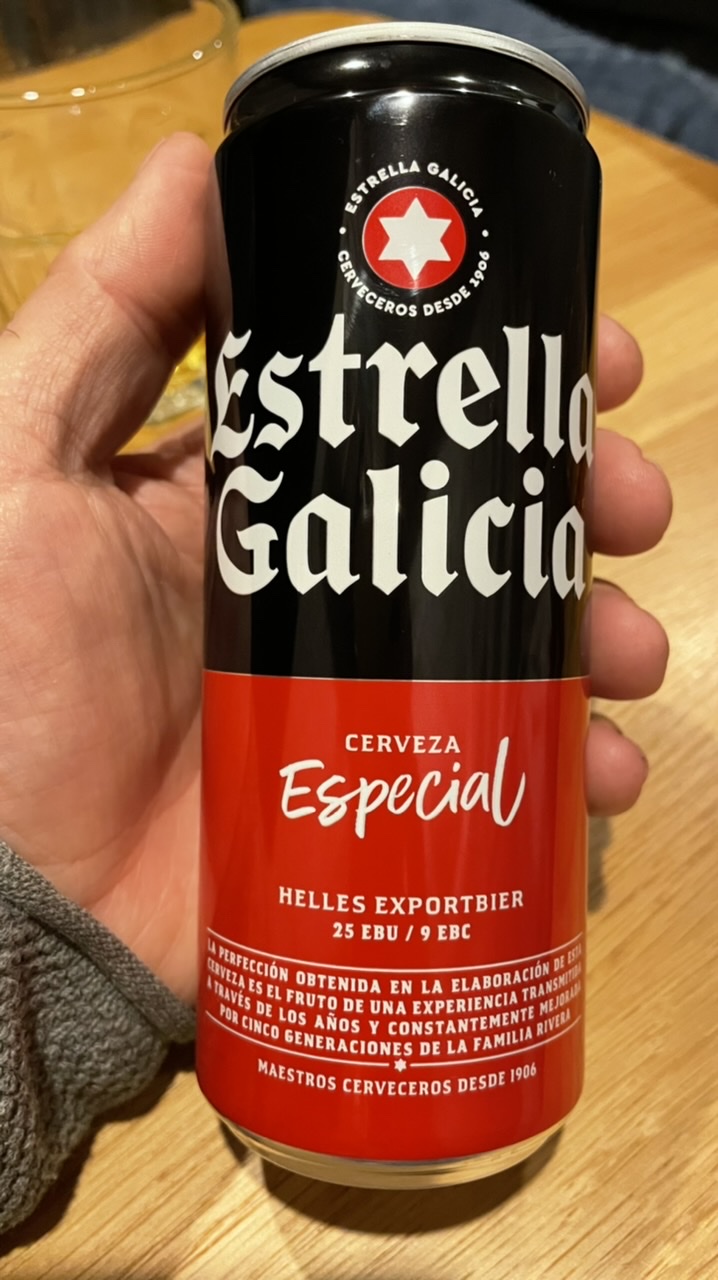 ESTRELLA GALICIA
CERVECEROS DESDE 1906
Estrella
Galicia
CERVEZA
Especial
HELLES EXPORTBIER
25 EBU / 9 EBC
LA PERFECCIÓN OBTENIDA EN LA ELABORACIÓN DE ESTA
CERVEZA ES EL FRUTO DE UNA EXPERIENCIA TRANSMITIDA
A TRAVÉS DE LOS AÑOS Y CONSTANTEMENTE MEJORADA
POR CINCO GENERACIONES DE LA FAMILIA RIVERA
MAESTROS CERVECEROS DESDE 1906